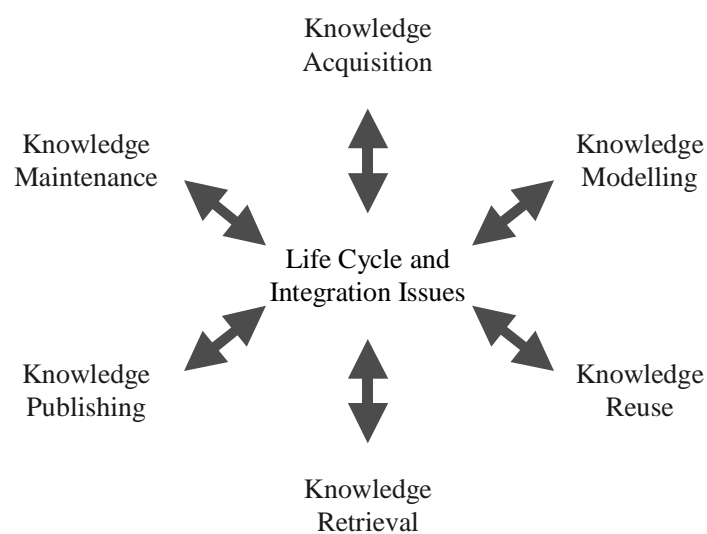 Knowledge
Acquisition
Knowledge
Maintenance
Knowledge
Modelling
Life Cycle and
Integration Issues
Knowledge
Publishing
Knowledge
Reuse
Knowledge
Retrieval